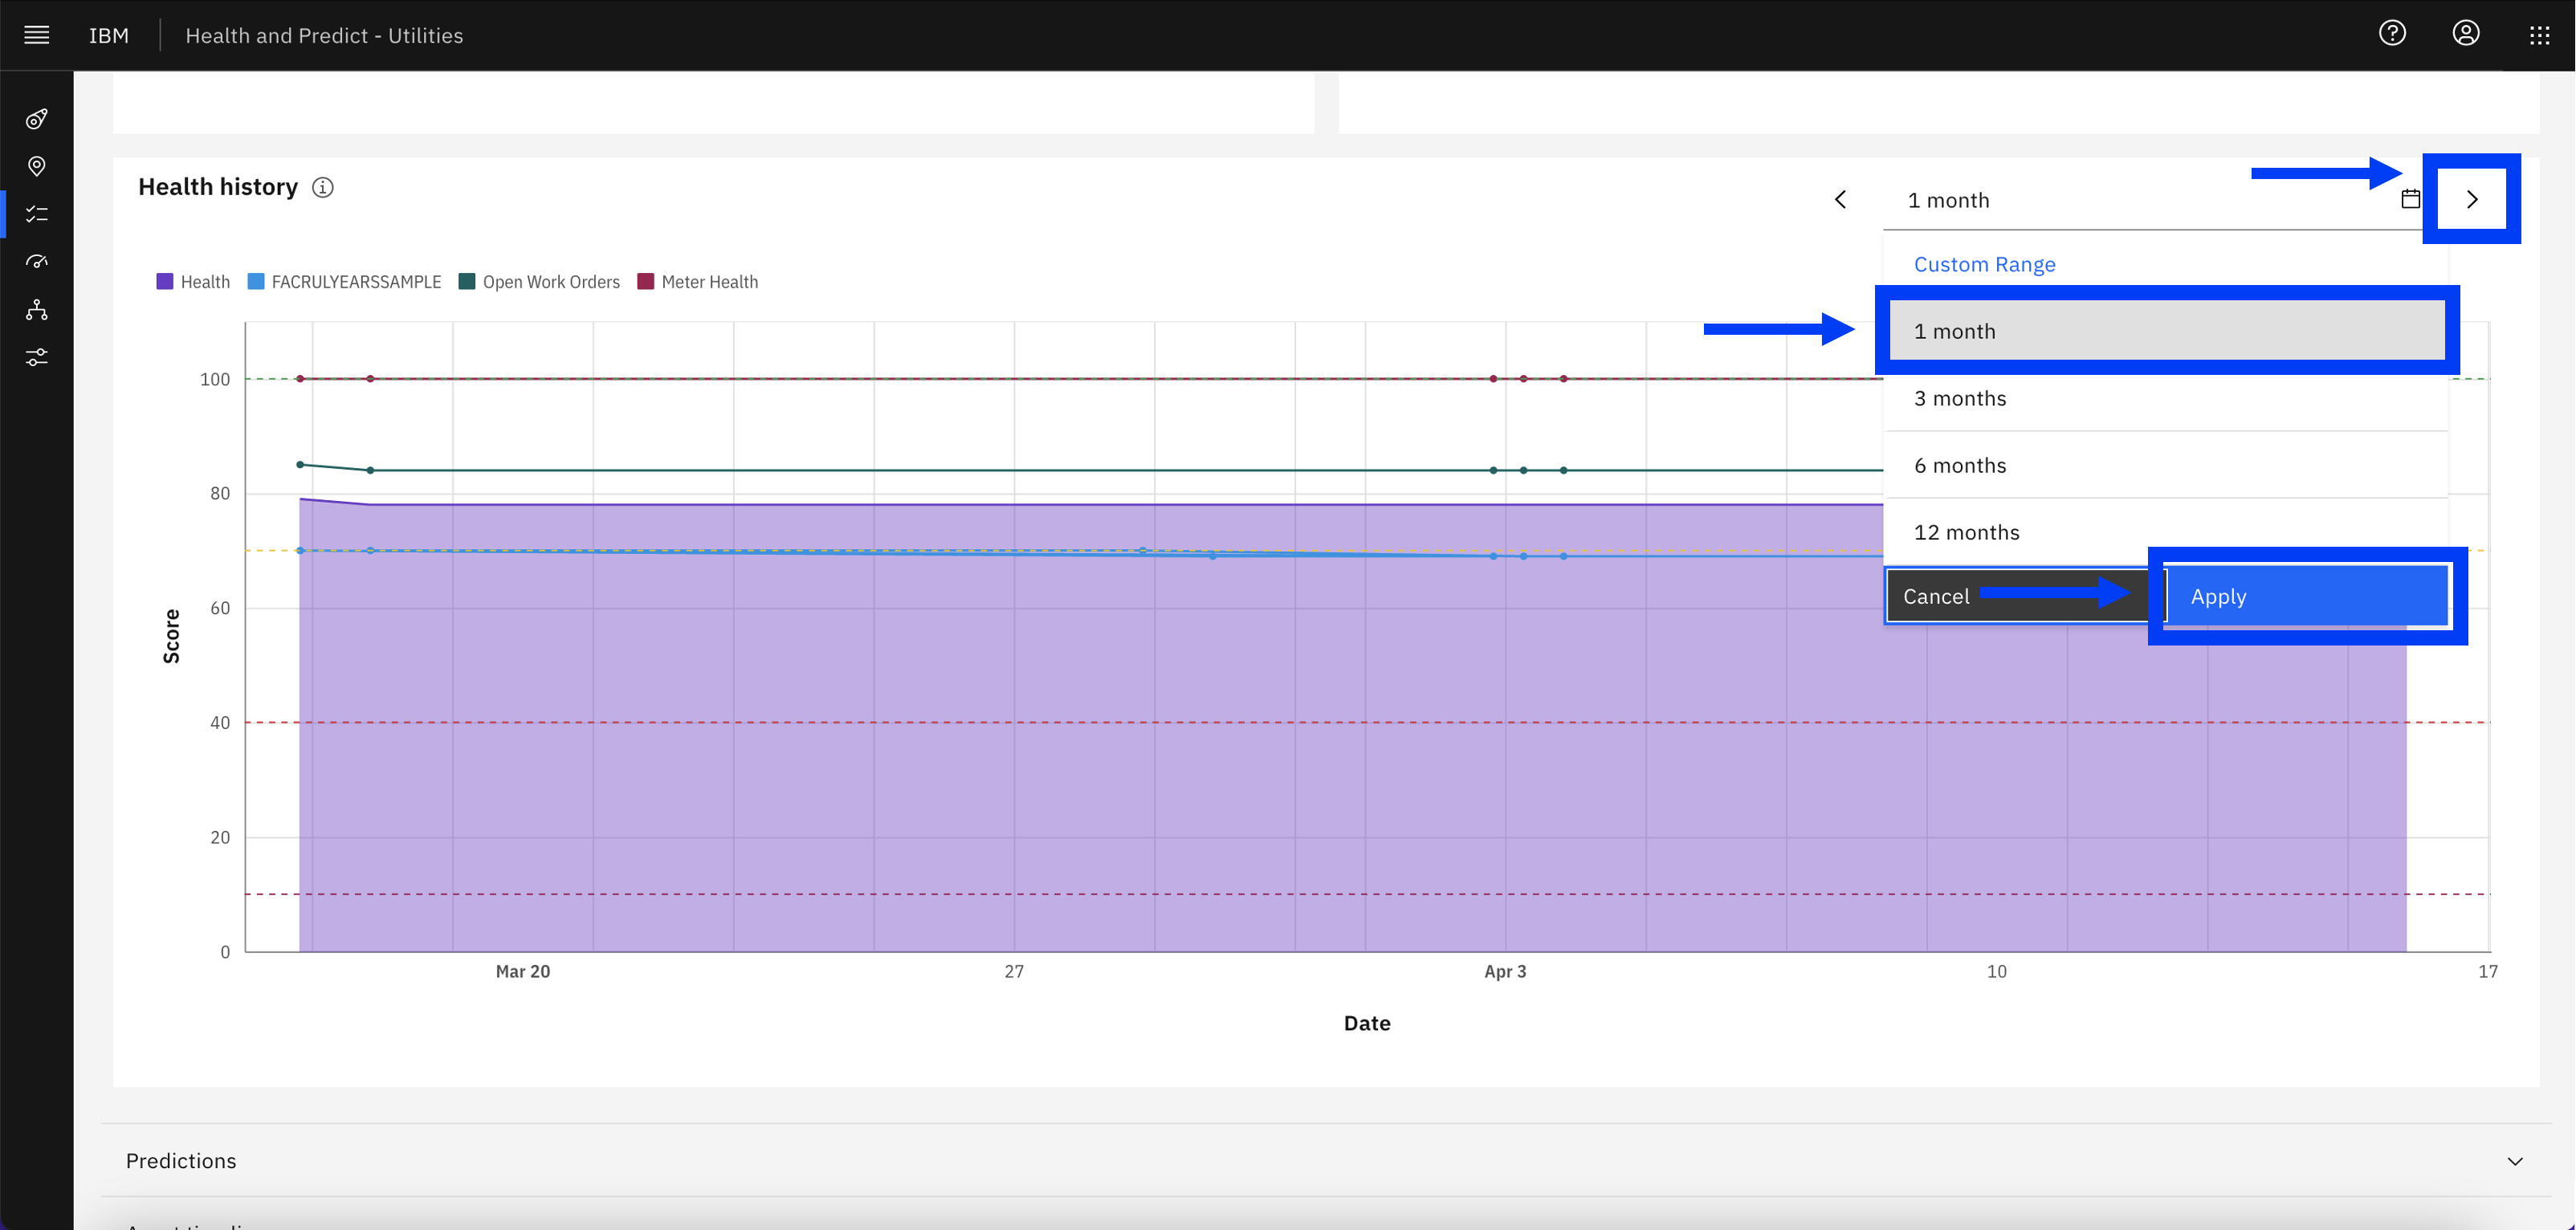 IBM
Health and Predict - Utilities
Health history
1 month
Custom Range
1 month
3 months
6 months
12 months
Cancel
Apply
Health
FACRULYEARSSAMPLE
Open Work Orders
Meter Health
100
80
60
40
20
0
Score
Mar 20
27
Apr 3
10
17
Date
Predictions